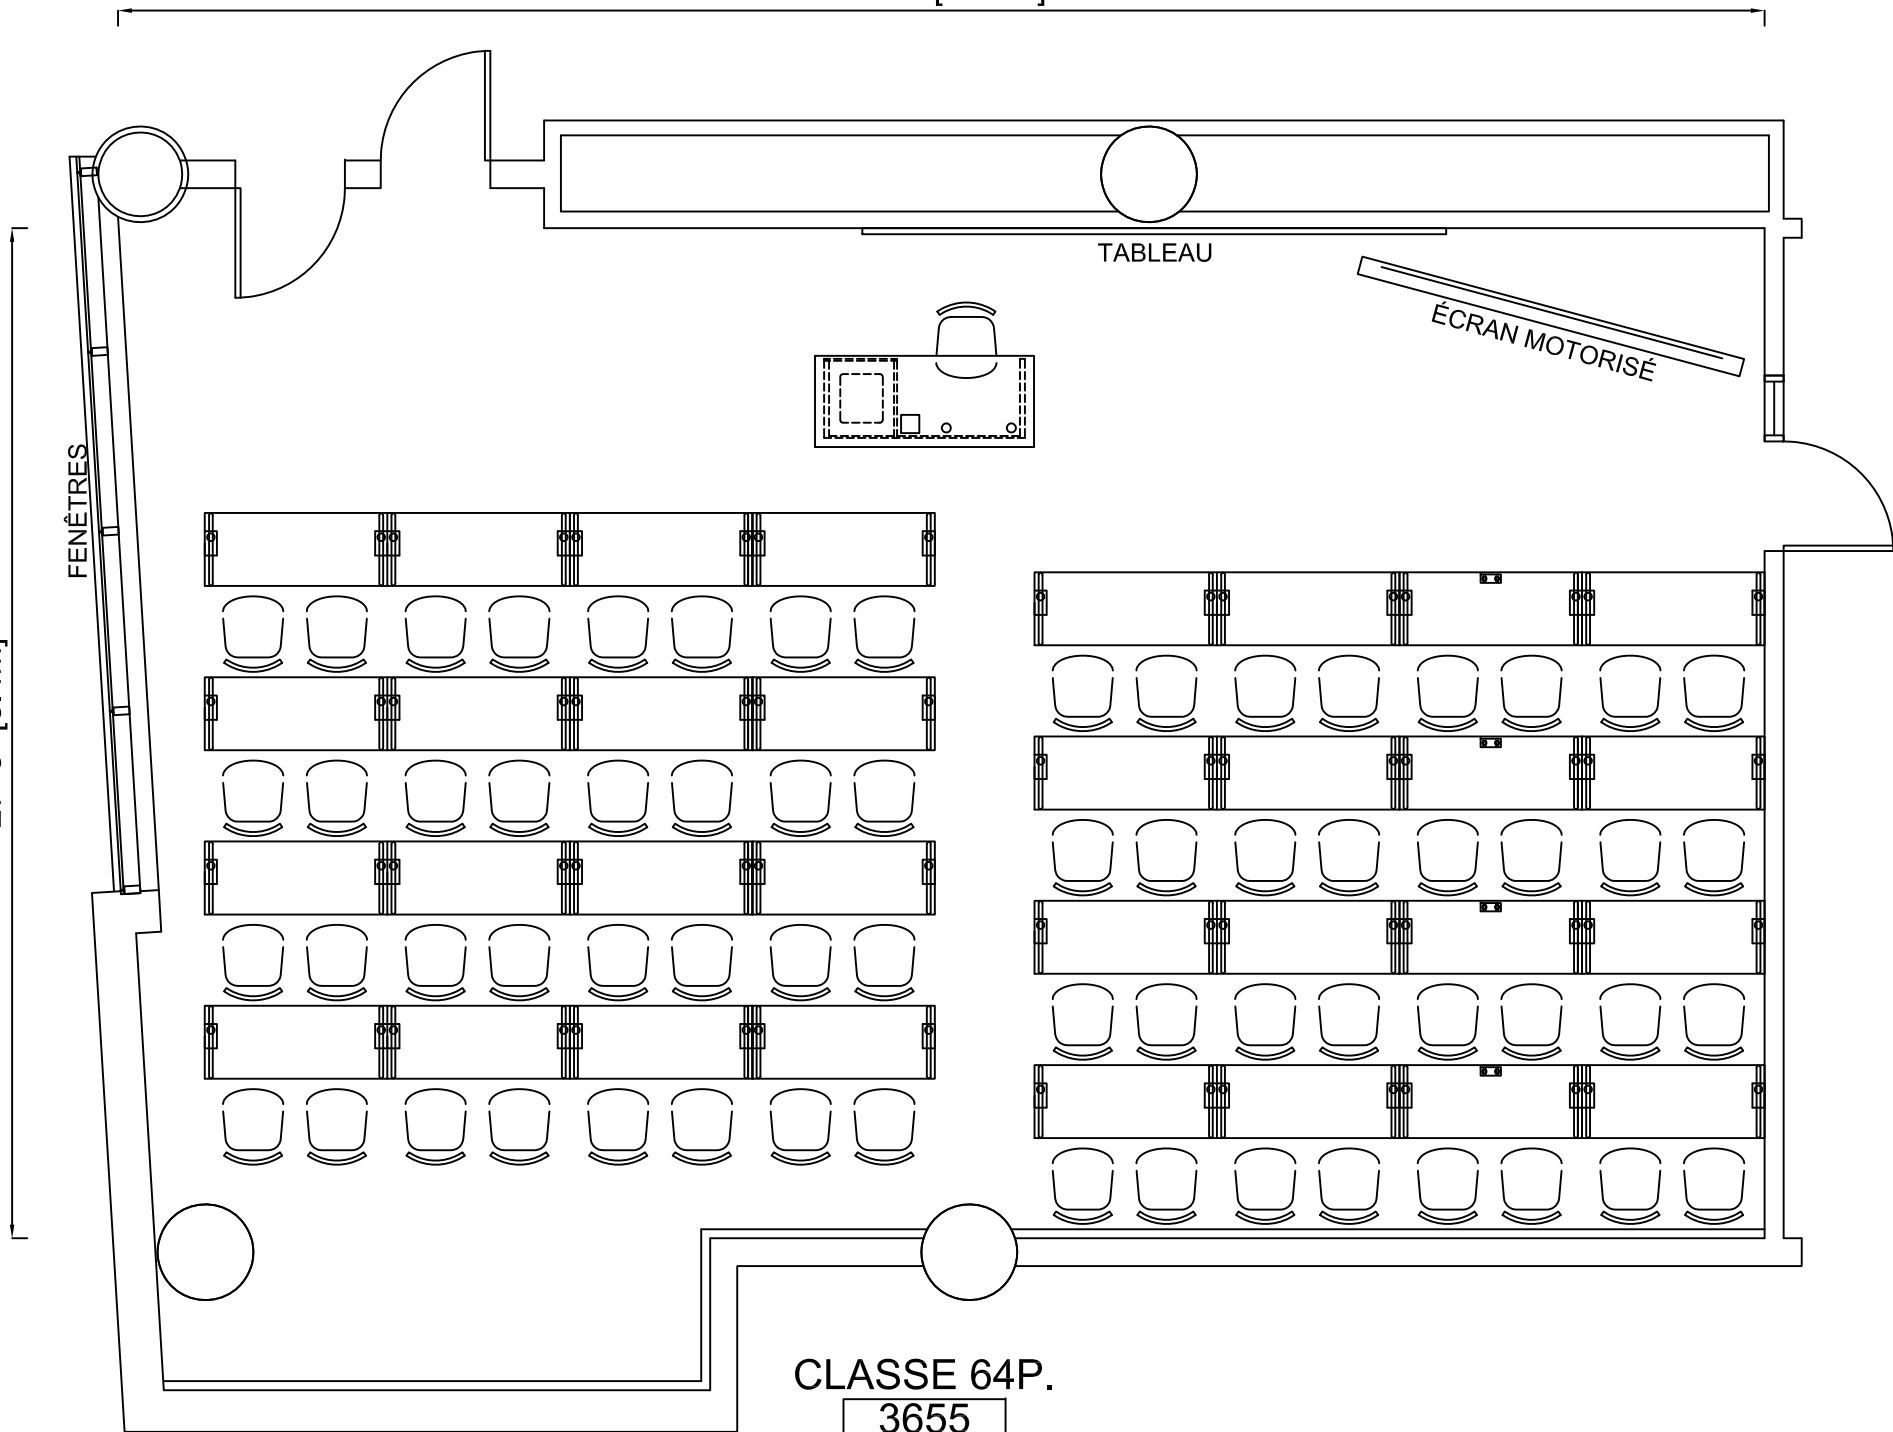 TABLEAU
ÉCRAN MOTORISÉ
FENÊTRES
CLASSE 64P.
3655